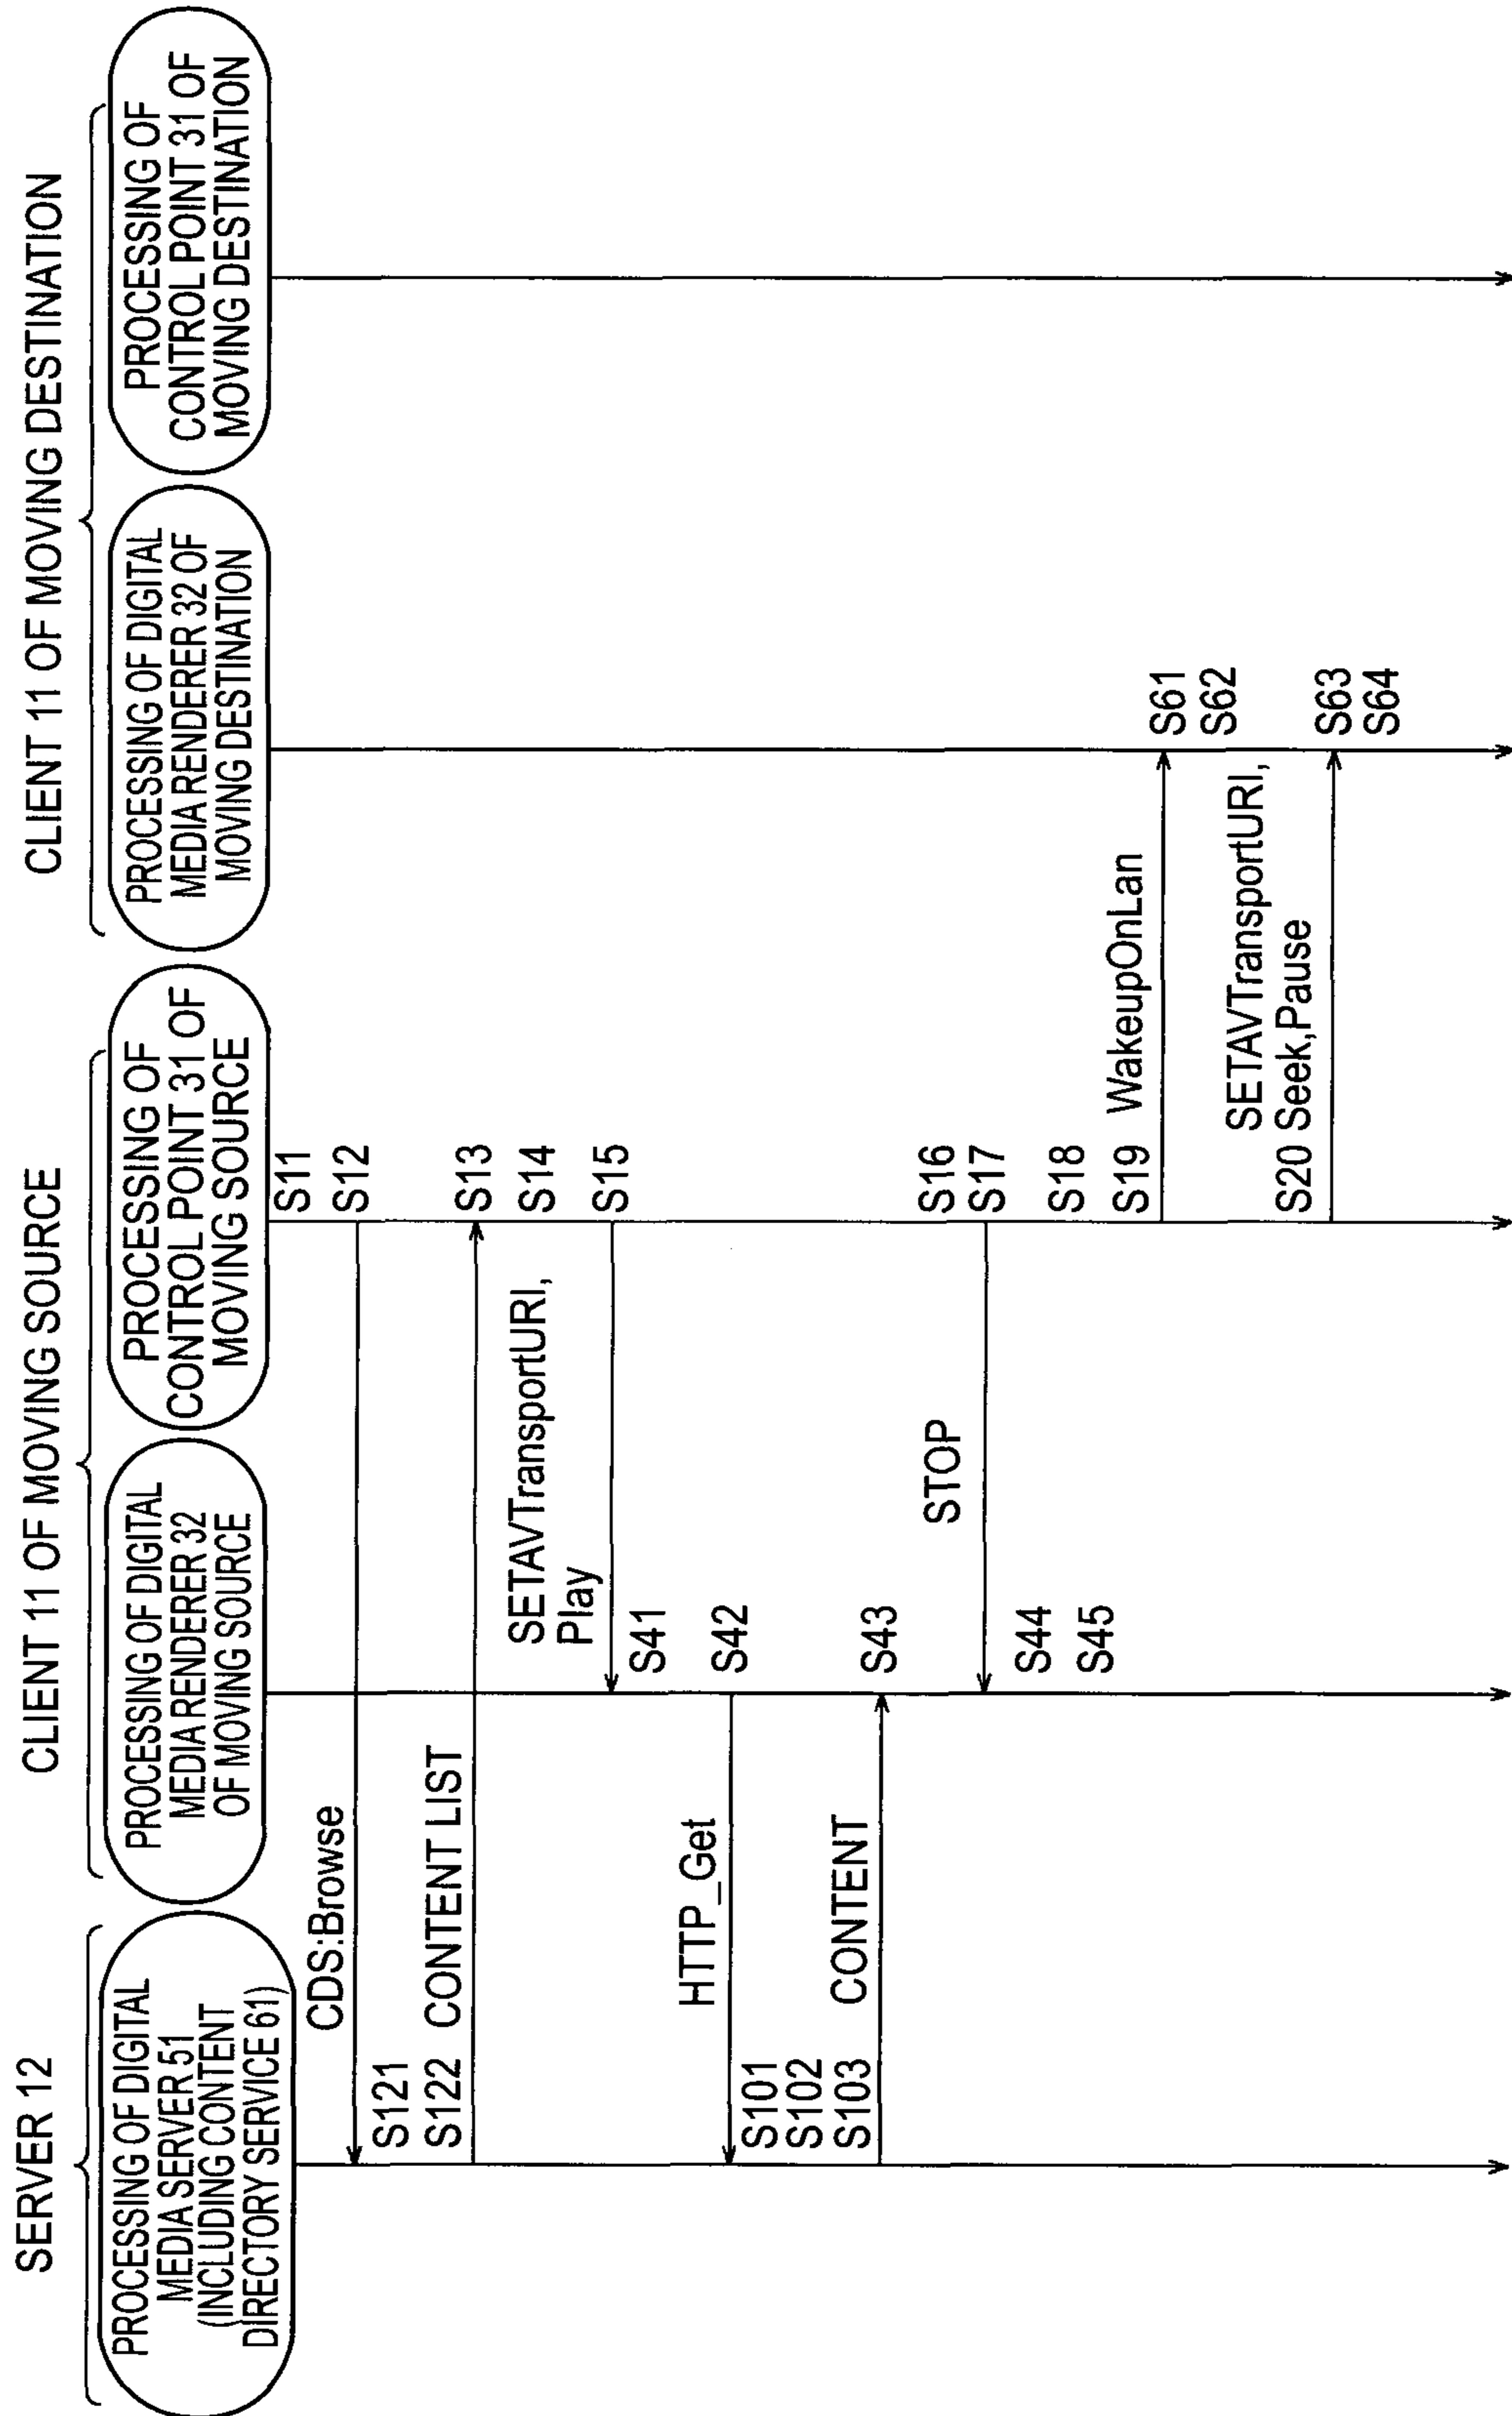 SERVER 12
CLIENT 11 OF MOVING SOURCE
CLIENT 11 OF MOVING DESTINATION
PROCESSING OF DIGITAL
MEDIA SERVER 51
(INCLUDING CONTENT
DIRECTORY SERVICE 61)
PROCESSING OF DIGITAL
MEDIA RENDERER 32
OF MOVING SOURCE
PROCESSING OF
CONTROL POINT 31 OF
MOVING SOURCE
PROCESSING OF DIGITAL
MEDIA RENDERER 32 OF
MOVING DESTINATION
PROCESSING OF
CONTROL POINT 31 OF
MOVING DESTINATION
S11
CDS:Browse
S12
S121
S122 CONTENT LIST
S13
SETAVTransportURI,
Play
S14
S15
S41
HTTP_Get
S42
S101
S102
S103 CONTENT
S43
STOP
S16
S17
S44
S45
S18
S19 WakeupOnLan
S61
S62
SETAVTransportURI,
S20 Seek,Pause
S63
S64